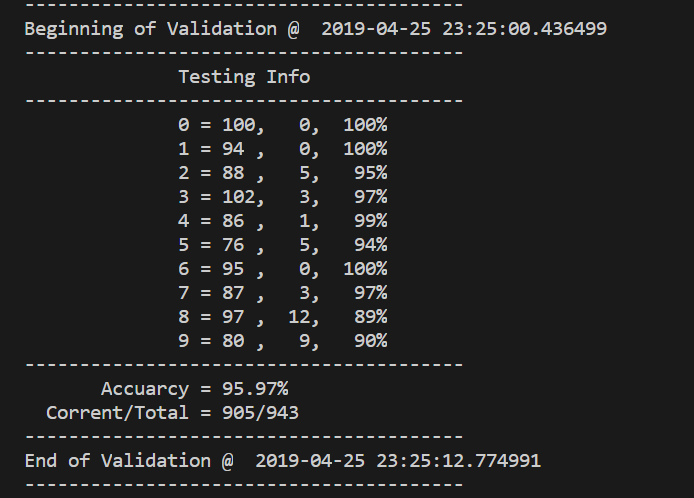 -----------------------------------------
Beginning of Validation @  2019-04-25 23:25:00.436499
-----------------------------------------
              Testing Info
-----------------------------------------
              0 = 100,   0,  100%
              1 = 94 ,   0,  100%
              2 = 88 ,   5,   95%
              3 = 102,   3,   97%
              4 = 86 ,   1,   99%
              5 = 76 ,   5,   94%
              6 = 95 ,   0,  100%
              7 = 87 ,   3,   97%
              8 = 97 ,  12,   89%
              9 = 80 ,   9,   90%
-----------------------------------------
       Accuarcy = 95.97%
  Corrent/Total = 905/943
-----------------------------------------
End of Validation @  2019-04-25 23:25:12.774991
-----------------------------------------